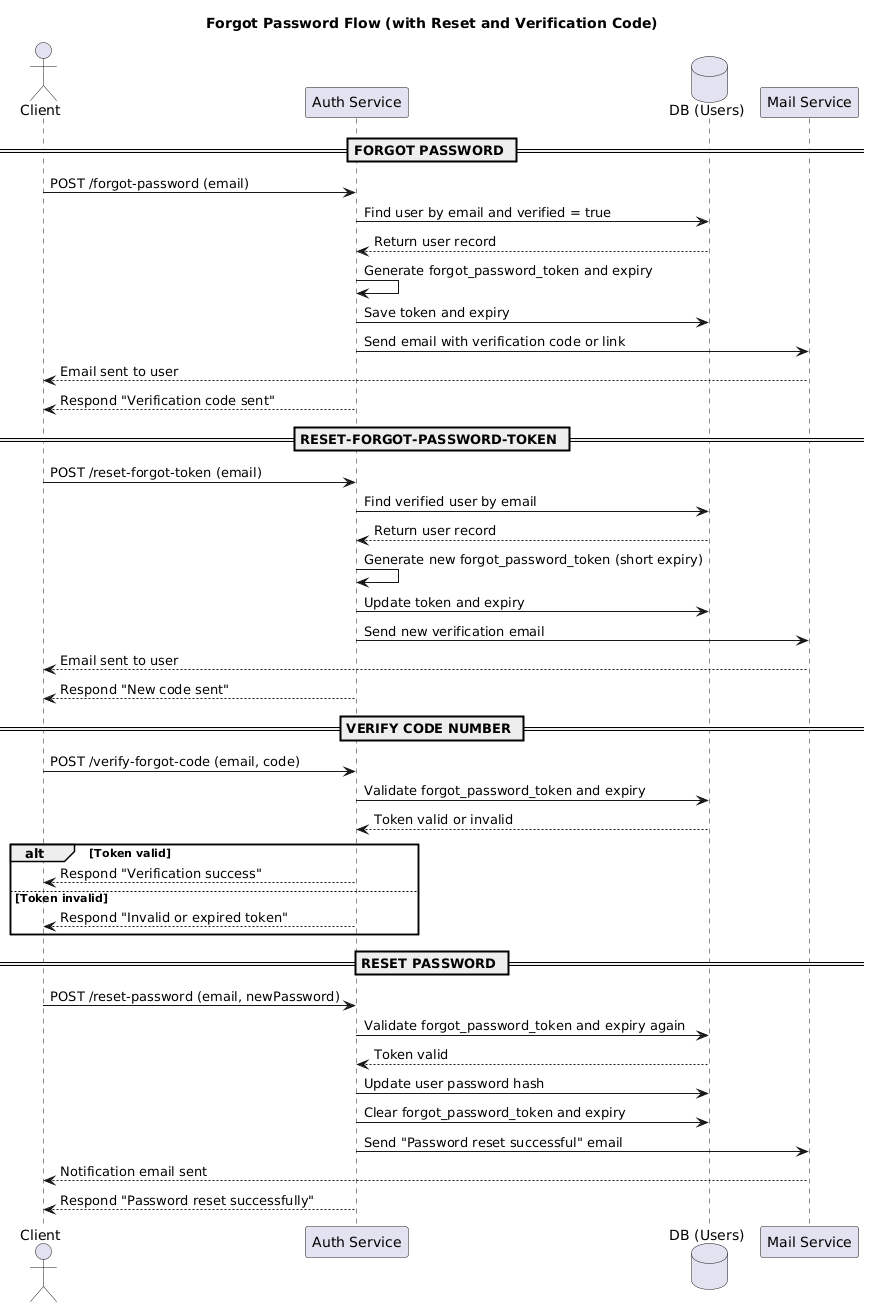 Forgot Password Flow (with Reset and Verification Code)
Client
Auth Service
DB (Users)
Mail Service
FORGOT PASSWORD
POST /forgot-password (email)
Find user by email and verified = true
Return user record
Generate forgot_password_token and expiry
Save token and expiry
Send email with verification code or link
Email sent to user
Respond "Verification code sent"
RESET-FORGOT-PASSWORD-TOKEN
POST /reset-forgot-token (email)
Find verified user by email
Return user record
Generate new forgot_password_token (short expiry)
Update token and expiry
Send new verification email
Email sent to user
Respond "New code sent"
VERIFY CODE NUMBER
POST /verify-forgot-code (email, code)
Validate forgot_password_token and expiry
Token valid or invalid
alt
[Token valid]
Respond "Verification success"
[Token invalid]
Respond "Invalid or expired token"
RESET PASSWORD
POST /reset-password (email, newPassword)
Validate forgot_password_token and expiry again
Token valid
Update user password hash
Clear forgot_password_token and expiry
Send "Password reset successful" email
Notification email sent
Respond "Password reset successfully"
Client
Auth Service
DB (Users)
Mail Service